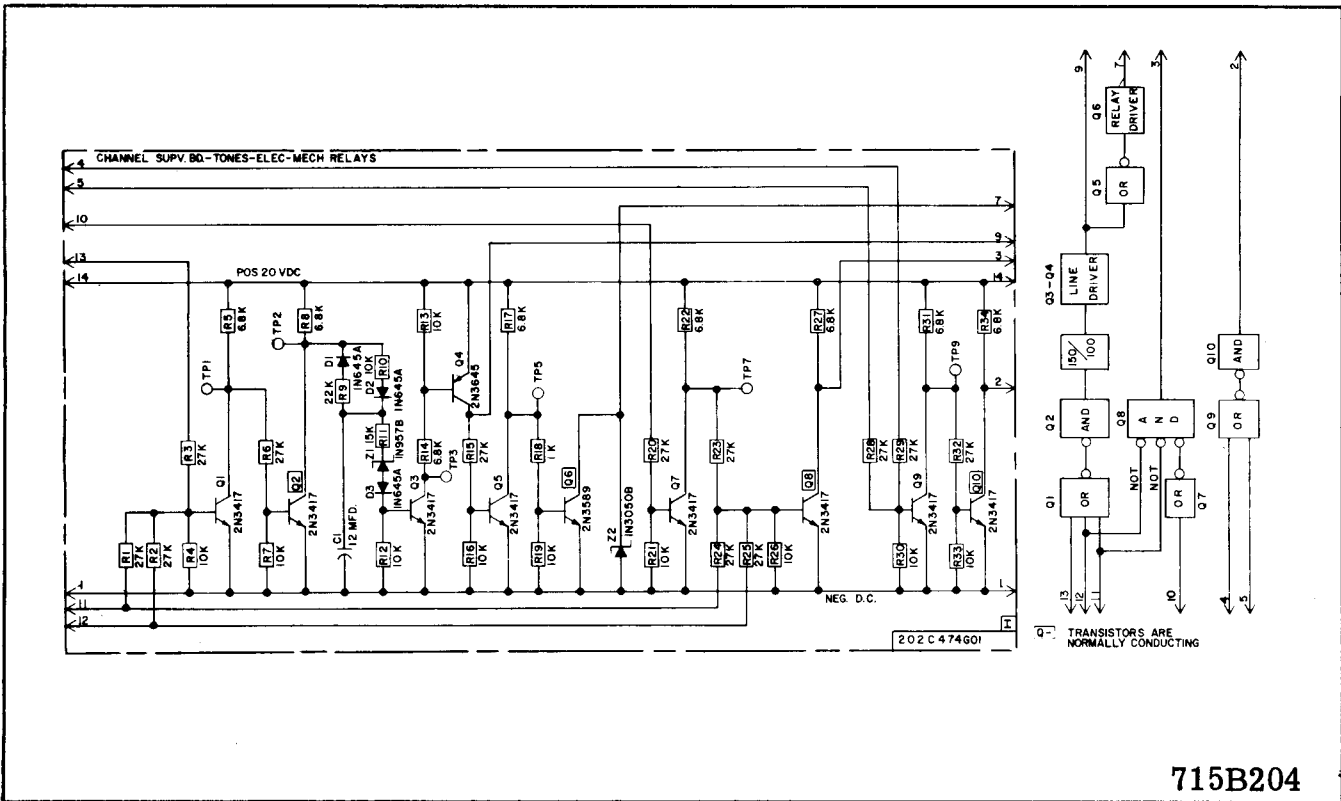 CHANNEL SUPV. BD.-TONES-ELEC-MECH RELAYS
4
5
10
13
14
POS 20 VDC
7
9
3
14
2
1
R5
6.8K
R8
6.8K
TP2
TP1
D1
IN645A
22K
R9
10K
R10
D2
IN645A
R13
10K
Q4
2N3645
R17
6.8K
TP5
R22
6.8K
TP7
R27
6.8K
R31
6.8K
TP9
R34
6.8K
R3
27K
R6
27K
15K
R11
Z1
IN957B
D3
IN645A
R14
6.8K
TP3
R15
27K
R18
1K
R20
27K
R23
27K
R28
27K
R29
27K
R32
27K
Q1
2N3417
Q2
2N3417
Q3
2N3417
Q5
2N3417
Q6
2N3589
Z2
IN3050B
Q7
2N3417
Q8
2N3417
Q9
2N3417
Q10
2N3417
R1
27K
R2
27K
R4
10K
R7
10K
C1
12 MFD.
R12
10K
R16
10K
R19
10K
R21
10K
R24
27K
R25
27K
R26
10K
R30
10K
R33
10K
1
11
12
NEG. D.C.
H
202C474G01
9
7
3
2
Q6
RELAY
DRIVER
Q5
OR
Q3-Q4
LINE
DRIVER
150/100
Q2
AND
Q8
AND
Q10
AND
Q9
OR
NOT
NOT
Q1
OR
OR
Q7
13
12
11
10
4
5
Q- TRANSISTORS ARE
NORMALLY CONDUCTING
715B204